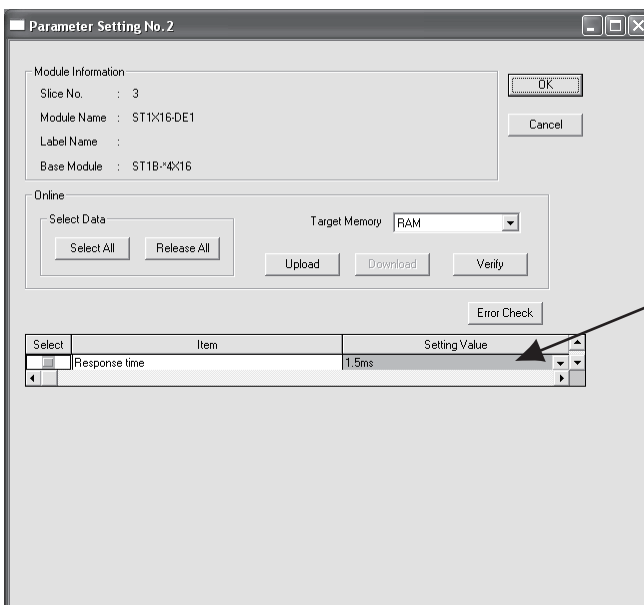 Parameter Setting No.2
Module Information
Slice No. : 3
Module Name : ST1X16-DE1
Label Name :
Base Module : ST1B-*4X16
OK
Cancel
Online
Select Data
Select All Release All
Target Memory RAM
Upload Download Verify
Error Check
Select Item Setting Value
Response time 1.5ms